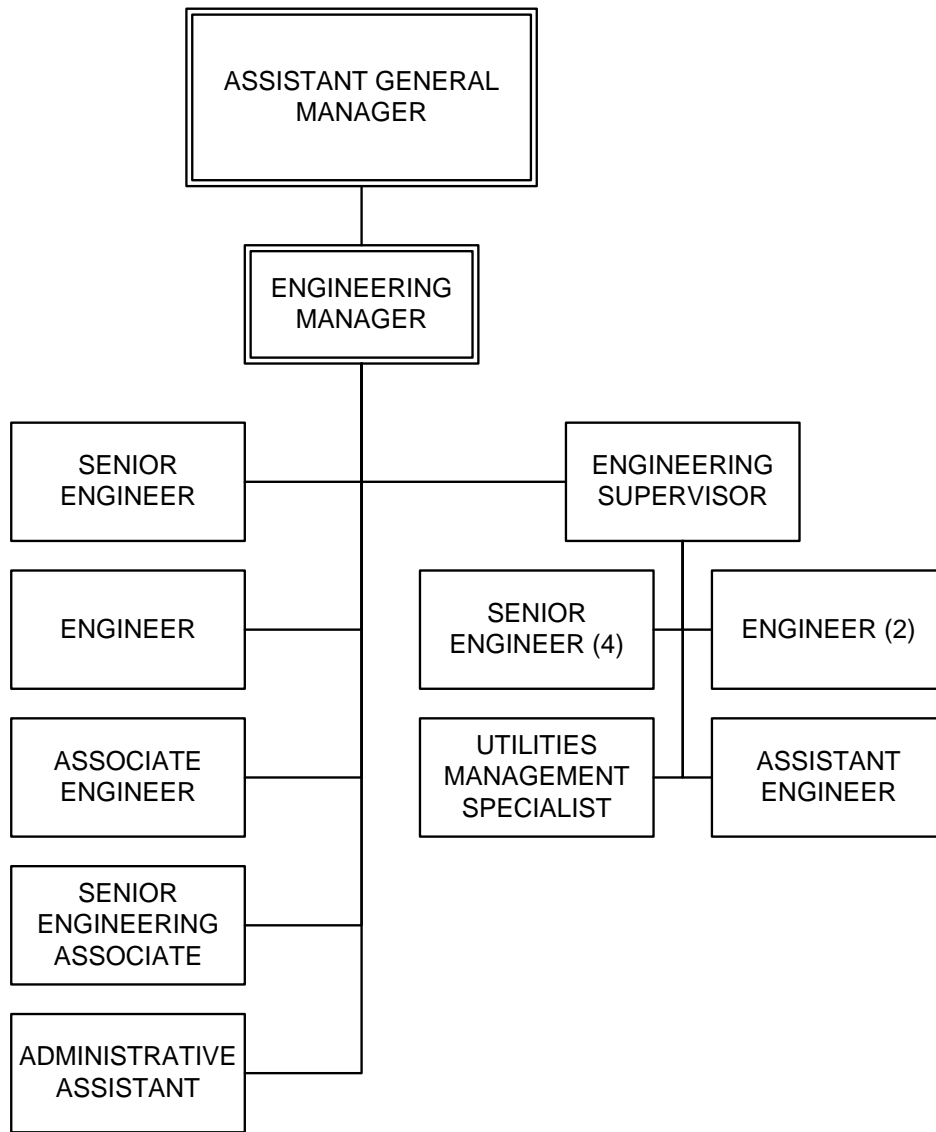 ASSISTANT GENERAL
MANAGER
ENGINEERING
MANAGER
SENIOR
ENGINEER
ENGINEERING
SUPERVISOR
ENGINEER
SENIOR
ENGINEER (4)
ENGINEER (2)
ASSOCIATE
ENGINEER
UTILITIES
MANAGEMENT
SPECIALIST
ASSISTANT
ENGINEER
SENIOR
ENGINEERING
ASSOCIATE
ADMINISTRATIVE
ASSISTANT